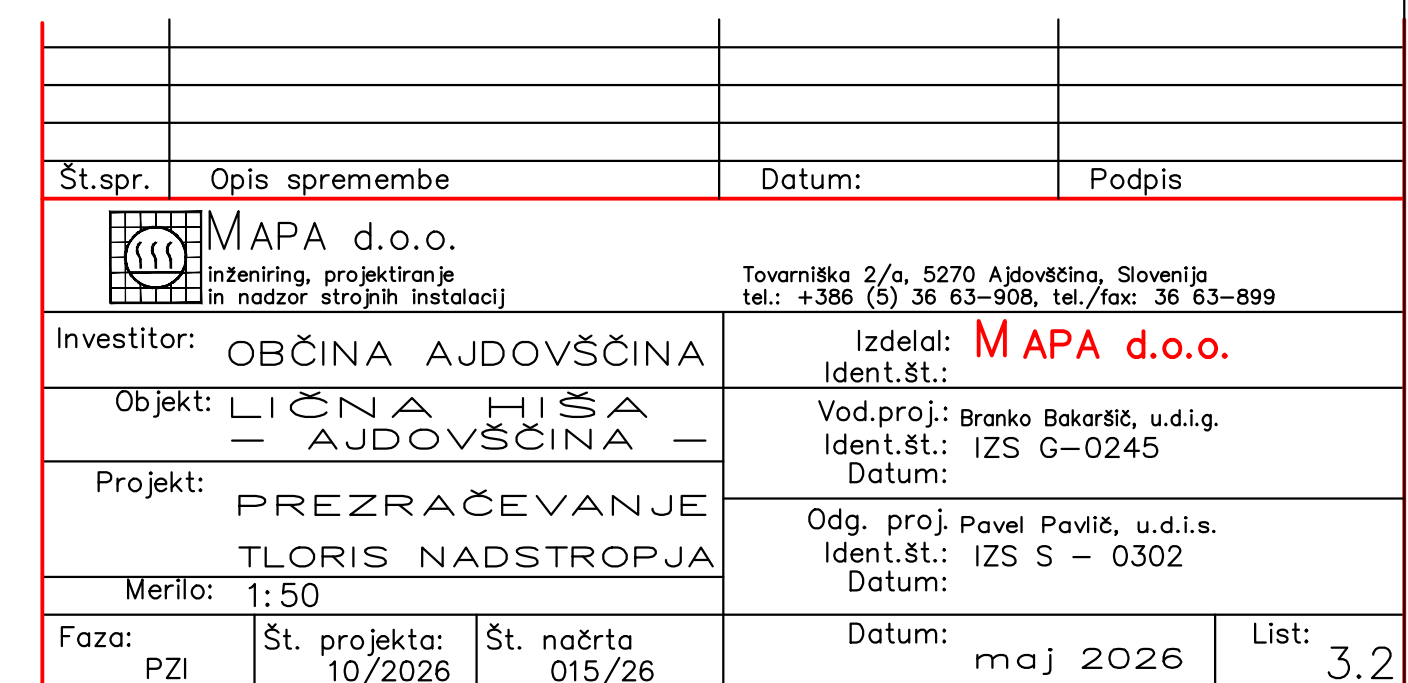 Št.spr. Opis spremembe Datum: Podpis
MAPA d.o.o.
inženiring, projektiranje
in nadzor strojnih instalacij
Tovarniška 2/a, 5270 Ajdovščina, Slovenija
tel.: +386 (5) 36 63-908, tel./fax: 36 63-899
Investitor: OBČINA AJDOVŠČINA
Izdelal: MAPA d.o.o.
Ident.št.:
Objekt: LIČNA HIŠA
- AJDOVŠČINA -
Vod.proj.: Branko Bakaršič, u.d.i.g.
Ident.št.: IZS G-0245
Datum:
Projekt: PREZRAČEVANJE
TLORIS NADSTROPJA
Odg. proj. Pavel Pavlič, u.d.i.s.
Ident.št.: IZS S - 0302
Datum:
Merilo: 1:50
Faza: PZI
Št. projekta: 10/2026
Št. načrta 015/26
Datum: maj 2026
List: 3.2